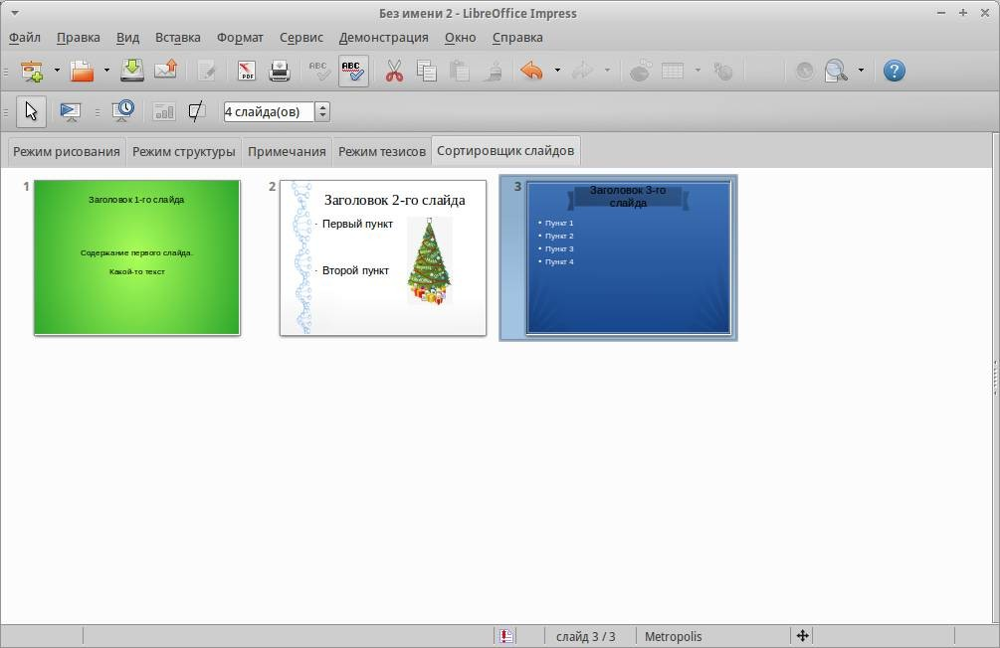 Без имени 2 - LibreOffice Impress
Файл Правка Вид Вставка Формат Сервис Демонстрация Окно Справка
PDF ABC ABC ?
4 слайда(ов)
Режим рисования Режим структуры Примечания Режим тезисов Сортировщик слайдов
1
Заголовок 1-го слайда
Содержание первого слайда.
Какой-то текст
2
Заголовок 2-го слайда
· Первый пункт
· Второй пункт
3
Заголовок 3-го
слайда
• Пункт 1
• Пункт 2
• Пункт 3
• Пункт 4
слайд 3 / 3 Metropolis